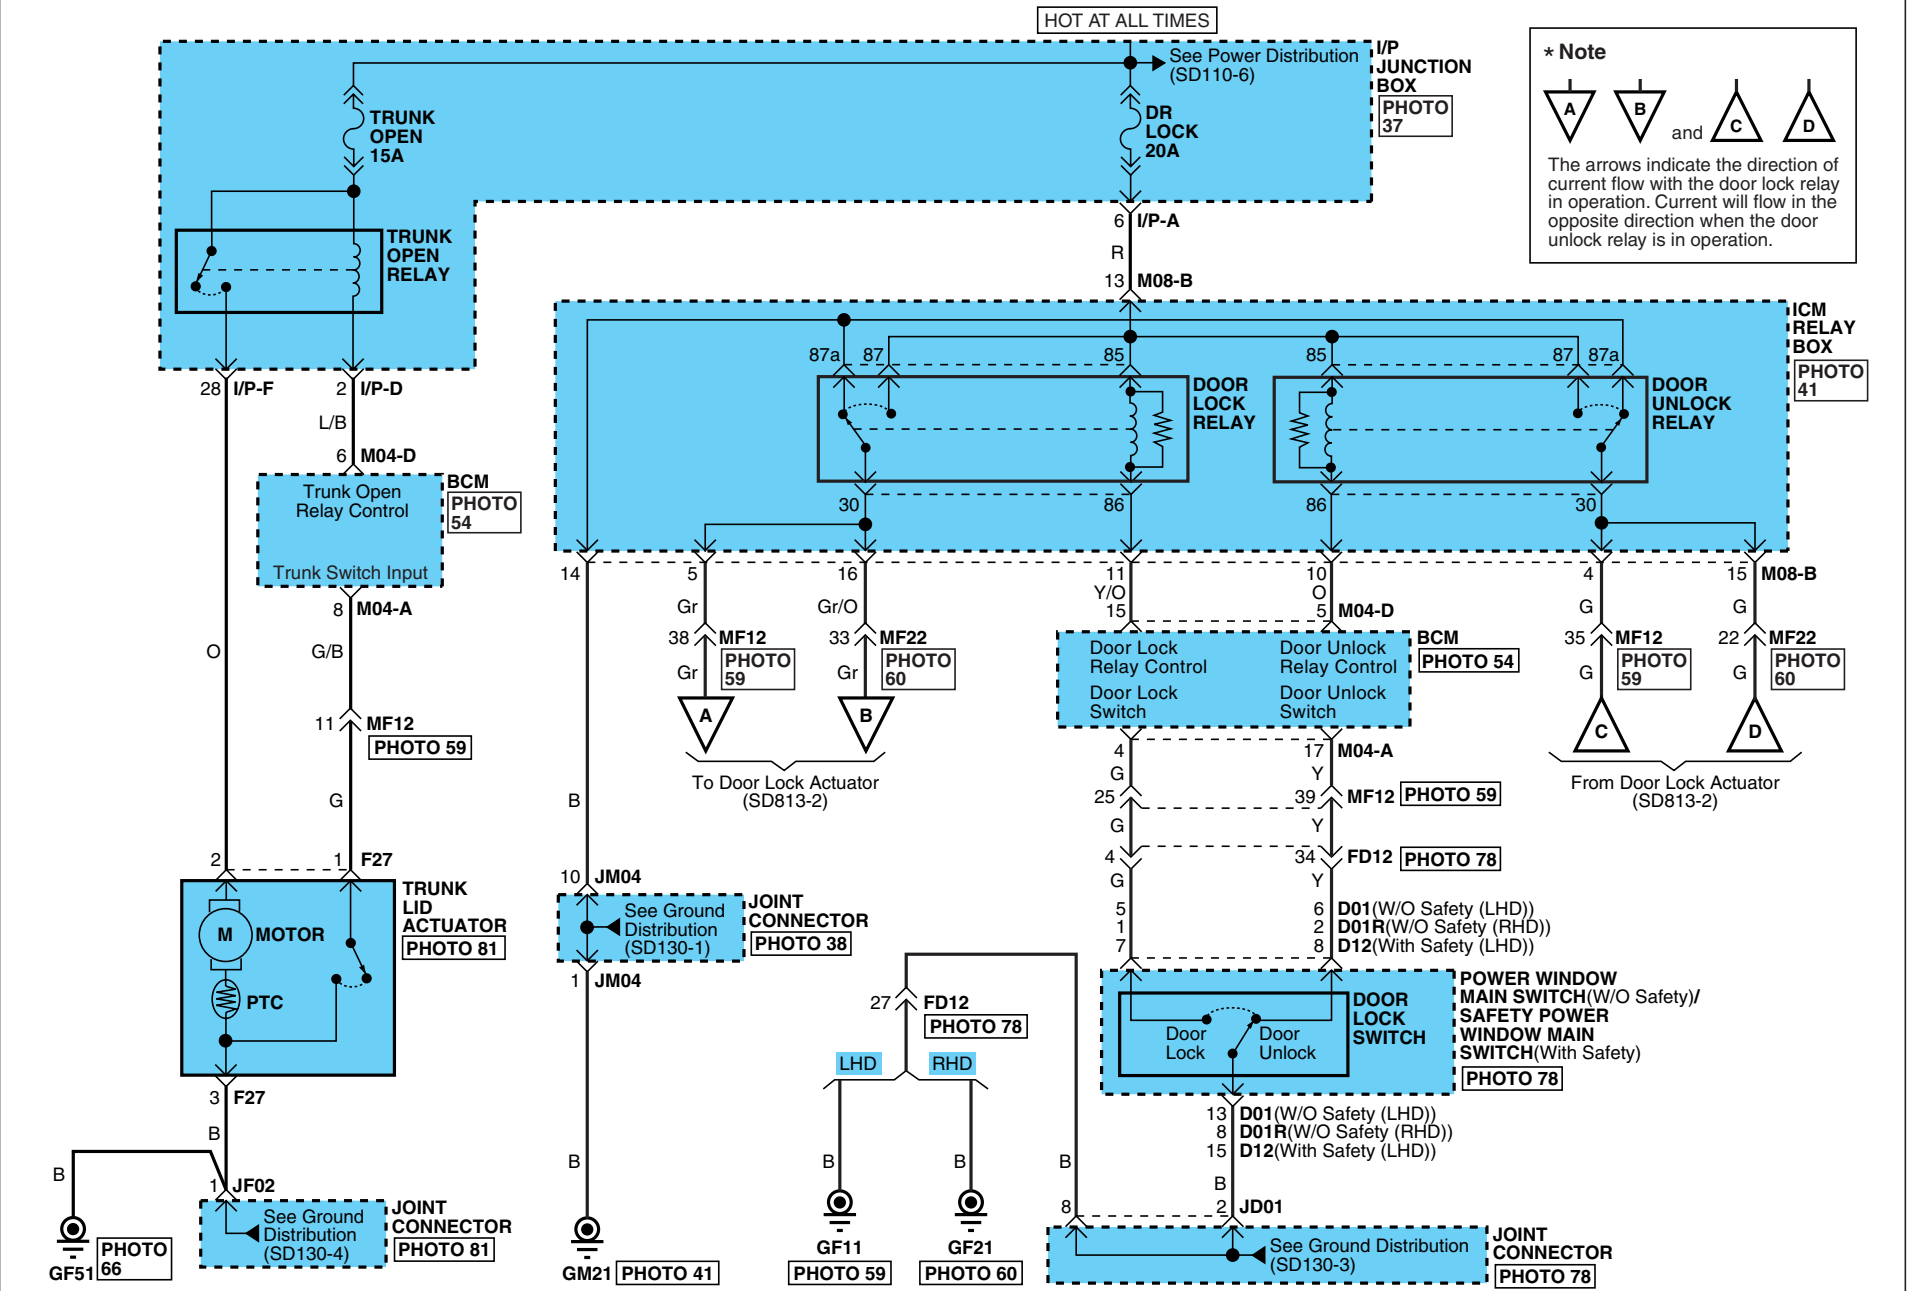 HOT AT ALL TIMES
See Power Distribution
(SD110-6)
I/P
JUNCTION
BOX
PHOTO
37
TRUNK
OPEN
15A
DR
LOCK
20A
* Note
A
B
and
C
D
The arrows indicate the direction of
current flow with the door lock relay
in operation. Current will flow in the
opposite direction when the door
unlock relay is in operation.
TRUNK
OPEN
RELAY
6 I/P-A
R
13 M08-B
28 I/P-F
2 I/P-D
L/B
6 M04-D
ICM
RELAY
BOX
PHOTO
41
87a 87 85
85 87 87a
DOOR
LOCK
RELAY
DOOR
UNLOCK
RELAY
30 86 86 30
Trunk Open
Relay Control
Trunk Switch Input
BCM
PHOTO
54
8 M04-A
G/B
O
11 MF12
PHOTO 59
G
14 5 16 11 10 4 15 M08-B
Gr Gr/O Y/O O G G
15 5 M04-D
38 MF12
PHOTO
59
33 MF22
PHOTO
60
Gr Gr
A
B
To Door Lock Actuator
(SD813-2)
Door Lock
Relay Control
Door Lock
Switch
Door Unlock
Relay Control
Door Unlock
Switch
BCM
PHOTO 54
35 MF12
PHOTO
59
22 MF22
PHOTO
60
G G
C
D
From Door Lock Actuator
(SD813-2)
4 17 M04-A
G Y
25 39 MF12 PHOTO 59
G Y
4 34 FD12 PHOTO 78
G Y
5 6 D01(W/O Safety (LHD))
1 2 D01R(W/O Safety (RHD))
7 8 D12(With Safety (LHD))
B
2 1 F27
TRUNK
LID
ACTUATOR
PHOTO 81
M MOTOR
PTC
3 F27
B
B
1 JF02
See Ground
Distribution
(SD130-4)
JOINT
CONNECTOR
PHOTO 81
GF51
PHOTO
66
10 JM04
See Ground
Distribution
(SD130-1)
JOINT
CONNECTOR
PHOTO 38
1 JM04
B
GM21 PHOTO 41
27 FD12
PHOTO 78
LHD
RHD
B B B
GF11
PHOTO 59
GF21
PHOTO 60
Door
Lock
Door
Unlock
DOOR
LOCK
SWITCH
POWER WINDOW
MAIN SWITCH(W/O Safety)/
SAFETY POWER
WINDOW MAIN
SWITCH(With Safety)
PHOTO 78
13 D01(W/O Safety (LHD))
8 D01R(W/O Safety (RHD))
15 D12(With Safety (LHD))
B
8 2 JD01
See Ground Distribution
(SD130-3)
JOINT
CONNECTOR
PHOTO 78